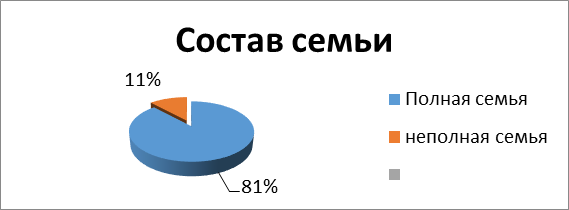 Состав семьи
11%
81%
Полная семья
неполная семья